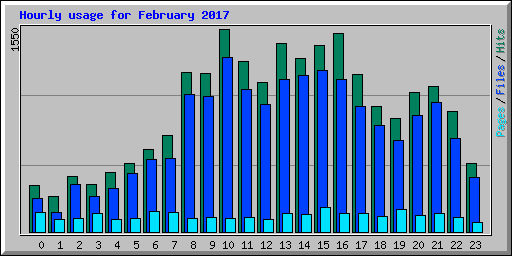 Hourly usage for February 2017
1550
Pages/Files/Hits
0 1 2 3 4 5 6 7 8 9 10 11 12 13 14 15 16 17 18 19 20 21 22 23